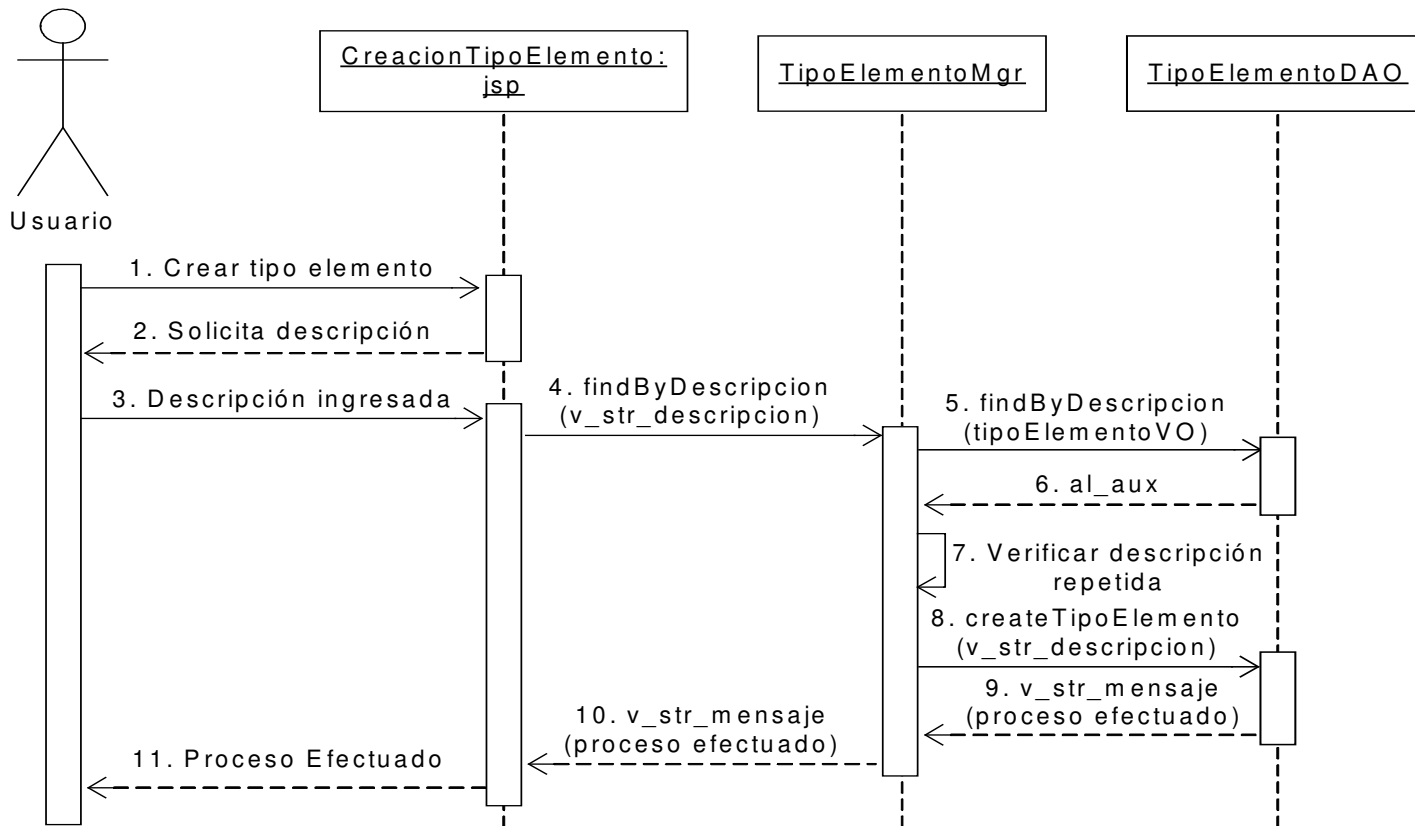 CreacionTipoElemento:
jsp
TipoElementoMgr
TipoElementoDAO
Usuario
1. Crear tipo elemento
2. Solicita descripción
3. Descripción ingresada
4. findByDescripcion
(v_str_descripcion)
5. findByDescripcion
(tipoElementoVO)
6. al_aux
7. Verificar descripción
repetida
8. createTipoElemento
(v_str_descripcion)
9. v_str_mensaje
(proceso efectuado)
10. v_str_mensaje
(proceso efectuado)
11. Proceso Efectuado